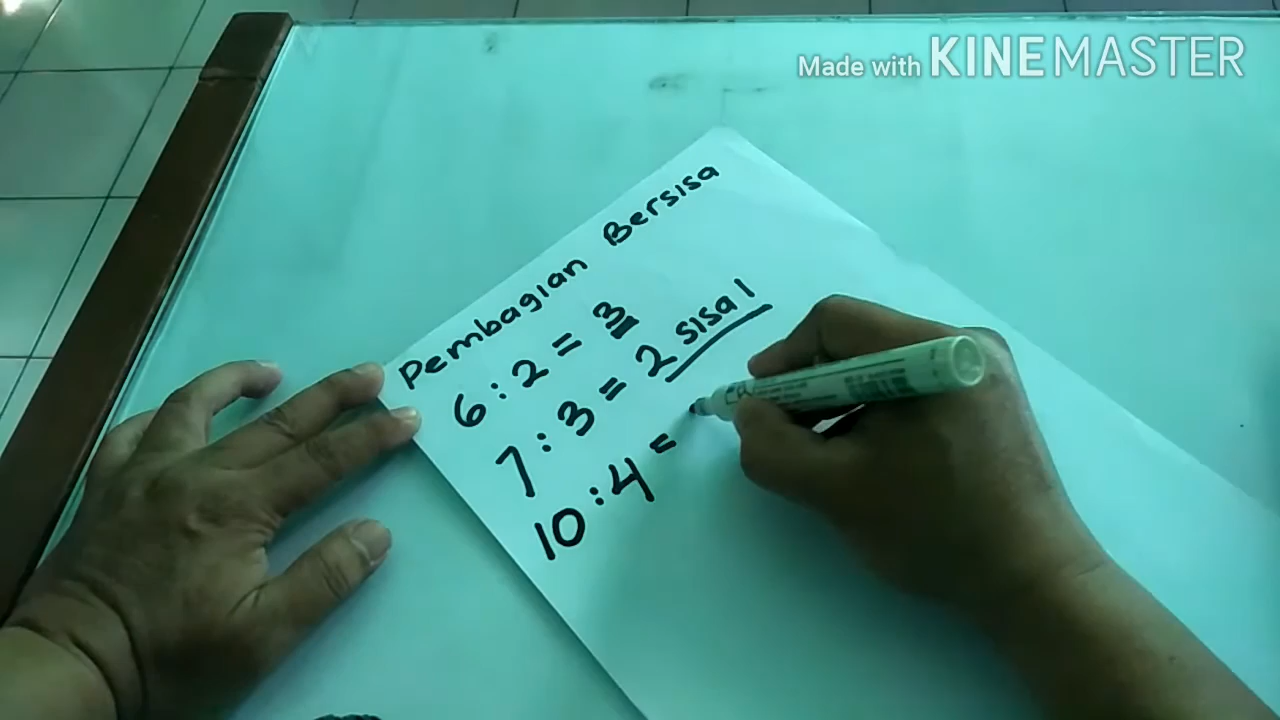 Made with KINEMASTER
Pembagian Bersisa
6 : 2 = 3
7 : 3 = 2 sisa 1
10 : 4 =